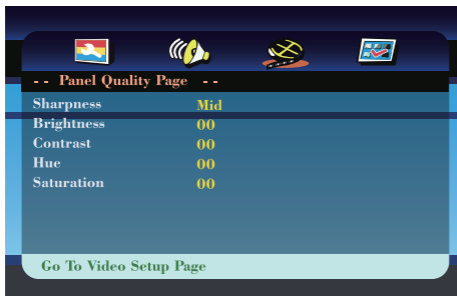 -- Panel Quality Page --
Sharpness Mid
Brightness 00
Contrast 00
Hue 00
Saturation 00
Go To Video Setup Page